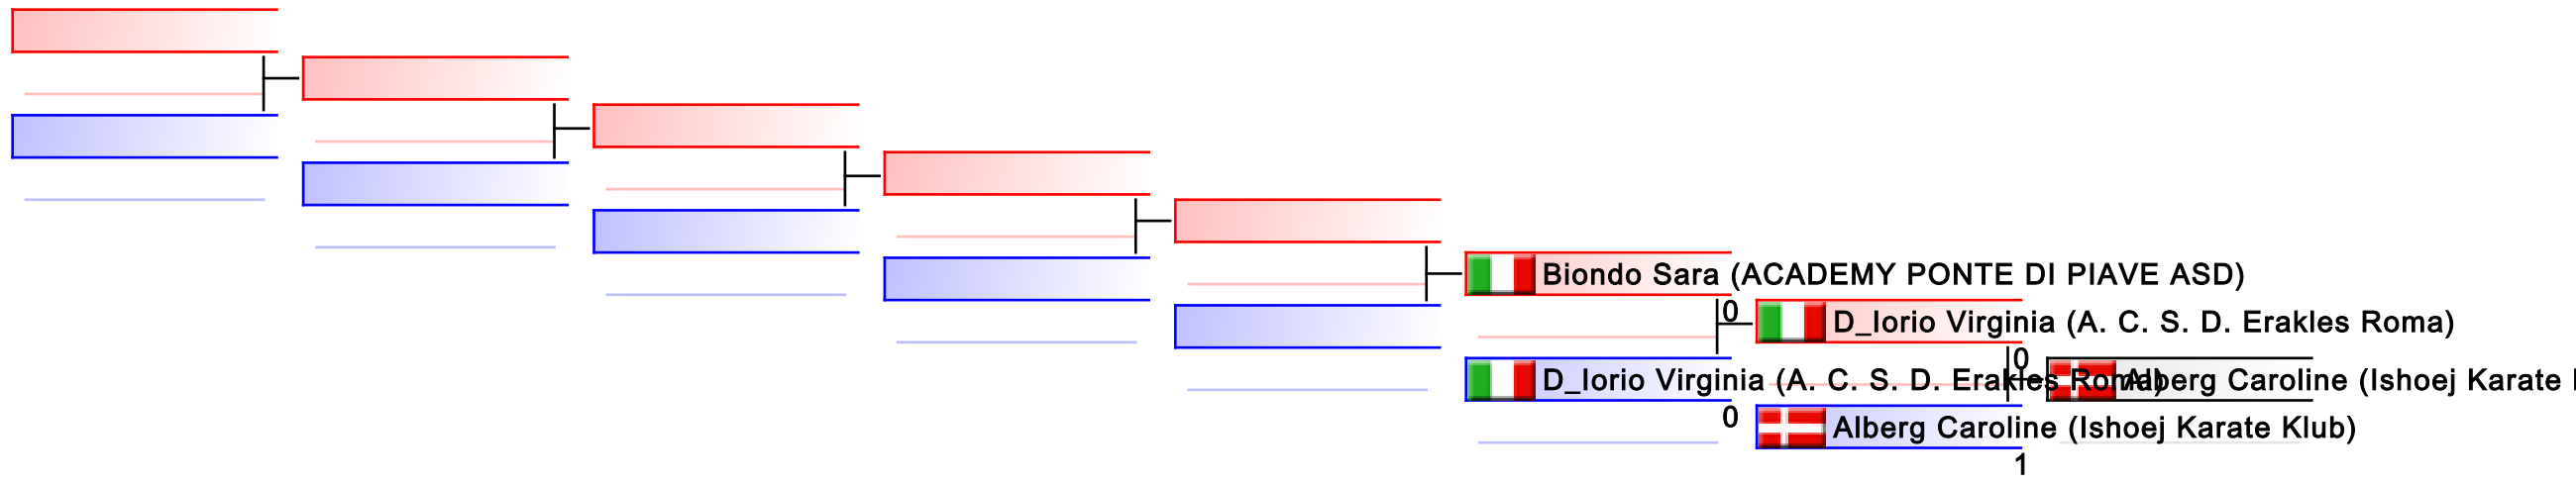 Biondo Sara (ACADEMY PONTE DI PIAVE ASD)
0
D_Iorio Virginia (A. C. S. D. Erakles Roma)
0
D_Iorio Virginia (A. C. S. D. Erakles Roma)
Alberg Caroline (Ishoej Karate
0
Alberg Caroline (Ishoej Karate Klub)
1